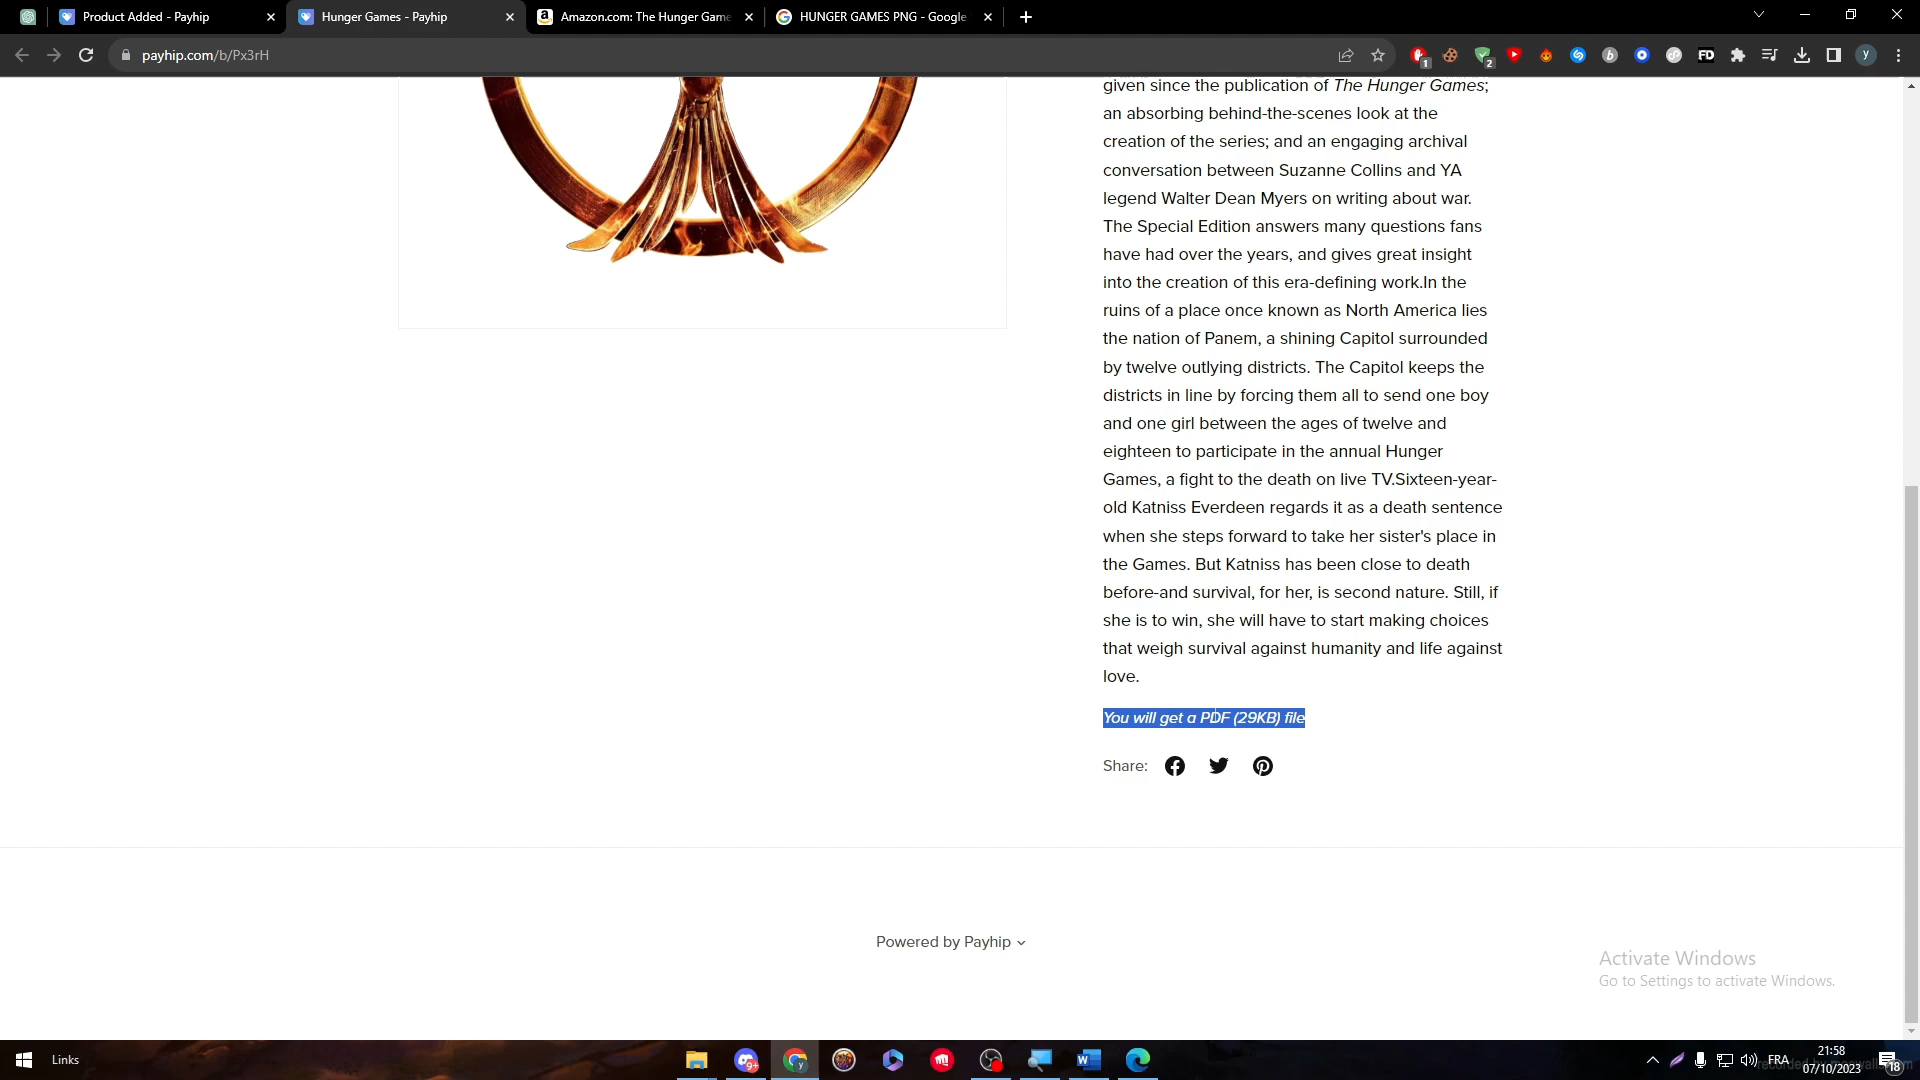 Product Added - Payhip
Hunger Games - Payhip
Amazon.com: The Hunger Game
HUNGER GAMES PNG - Google
payhip.com/b/Px3rH
1
2
FD
y
given since the publication of The Hunger Games;
an absorbing behind-the-scenes look at the
creation of the series; and an engaging archival
conversation between Suzanne Collins and YA
legend Walter Dean Myers on writing about war.
The Special Edition answers many questions fans
have had over the years, and gives great insight
into the creation of this era-defining work.In the
ruins of a place once known as North America lies
the nation of Panem, a shining Capitol surrounded
by twelve outlying districts. The Capitol keeps the
districts in line by forcing them all to send one boy
and one girl between the ages of twelve and
eighteen to participate in the annual Hunger
Games, a fight to the death on live TV.Sixteen-year-
old Katniss Everdeen regards it as a death sentence
when she steps forward to take her sister's place in
the Games. But Katniss has been close to death
before-and survival, for her, is second nature. Still, if
she is to win, she will have to start making choices
that weigh survival against humanity and life against
love.
You will get a PDF (29KB) file
Share:
Powered by Payhip
Activate Windows
Go to Settings to activate Windows.
Links
9+
FRA
21:58
07/10/2023
18